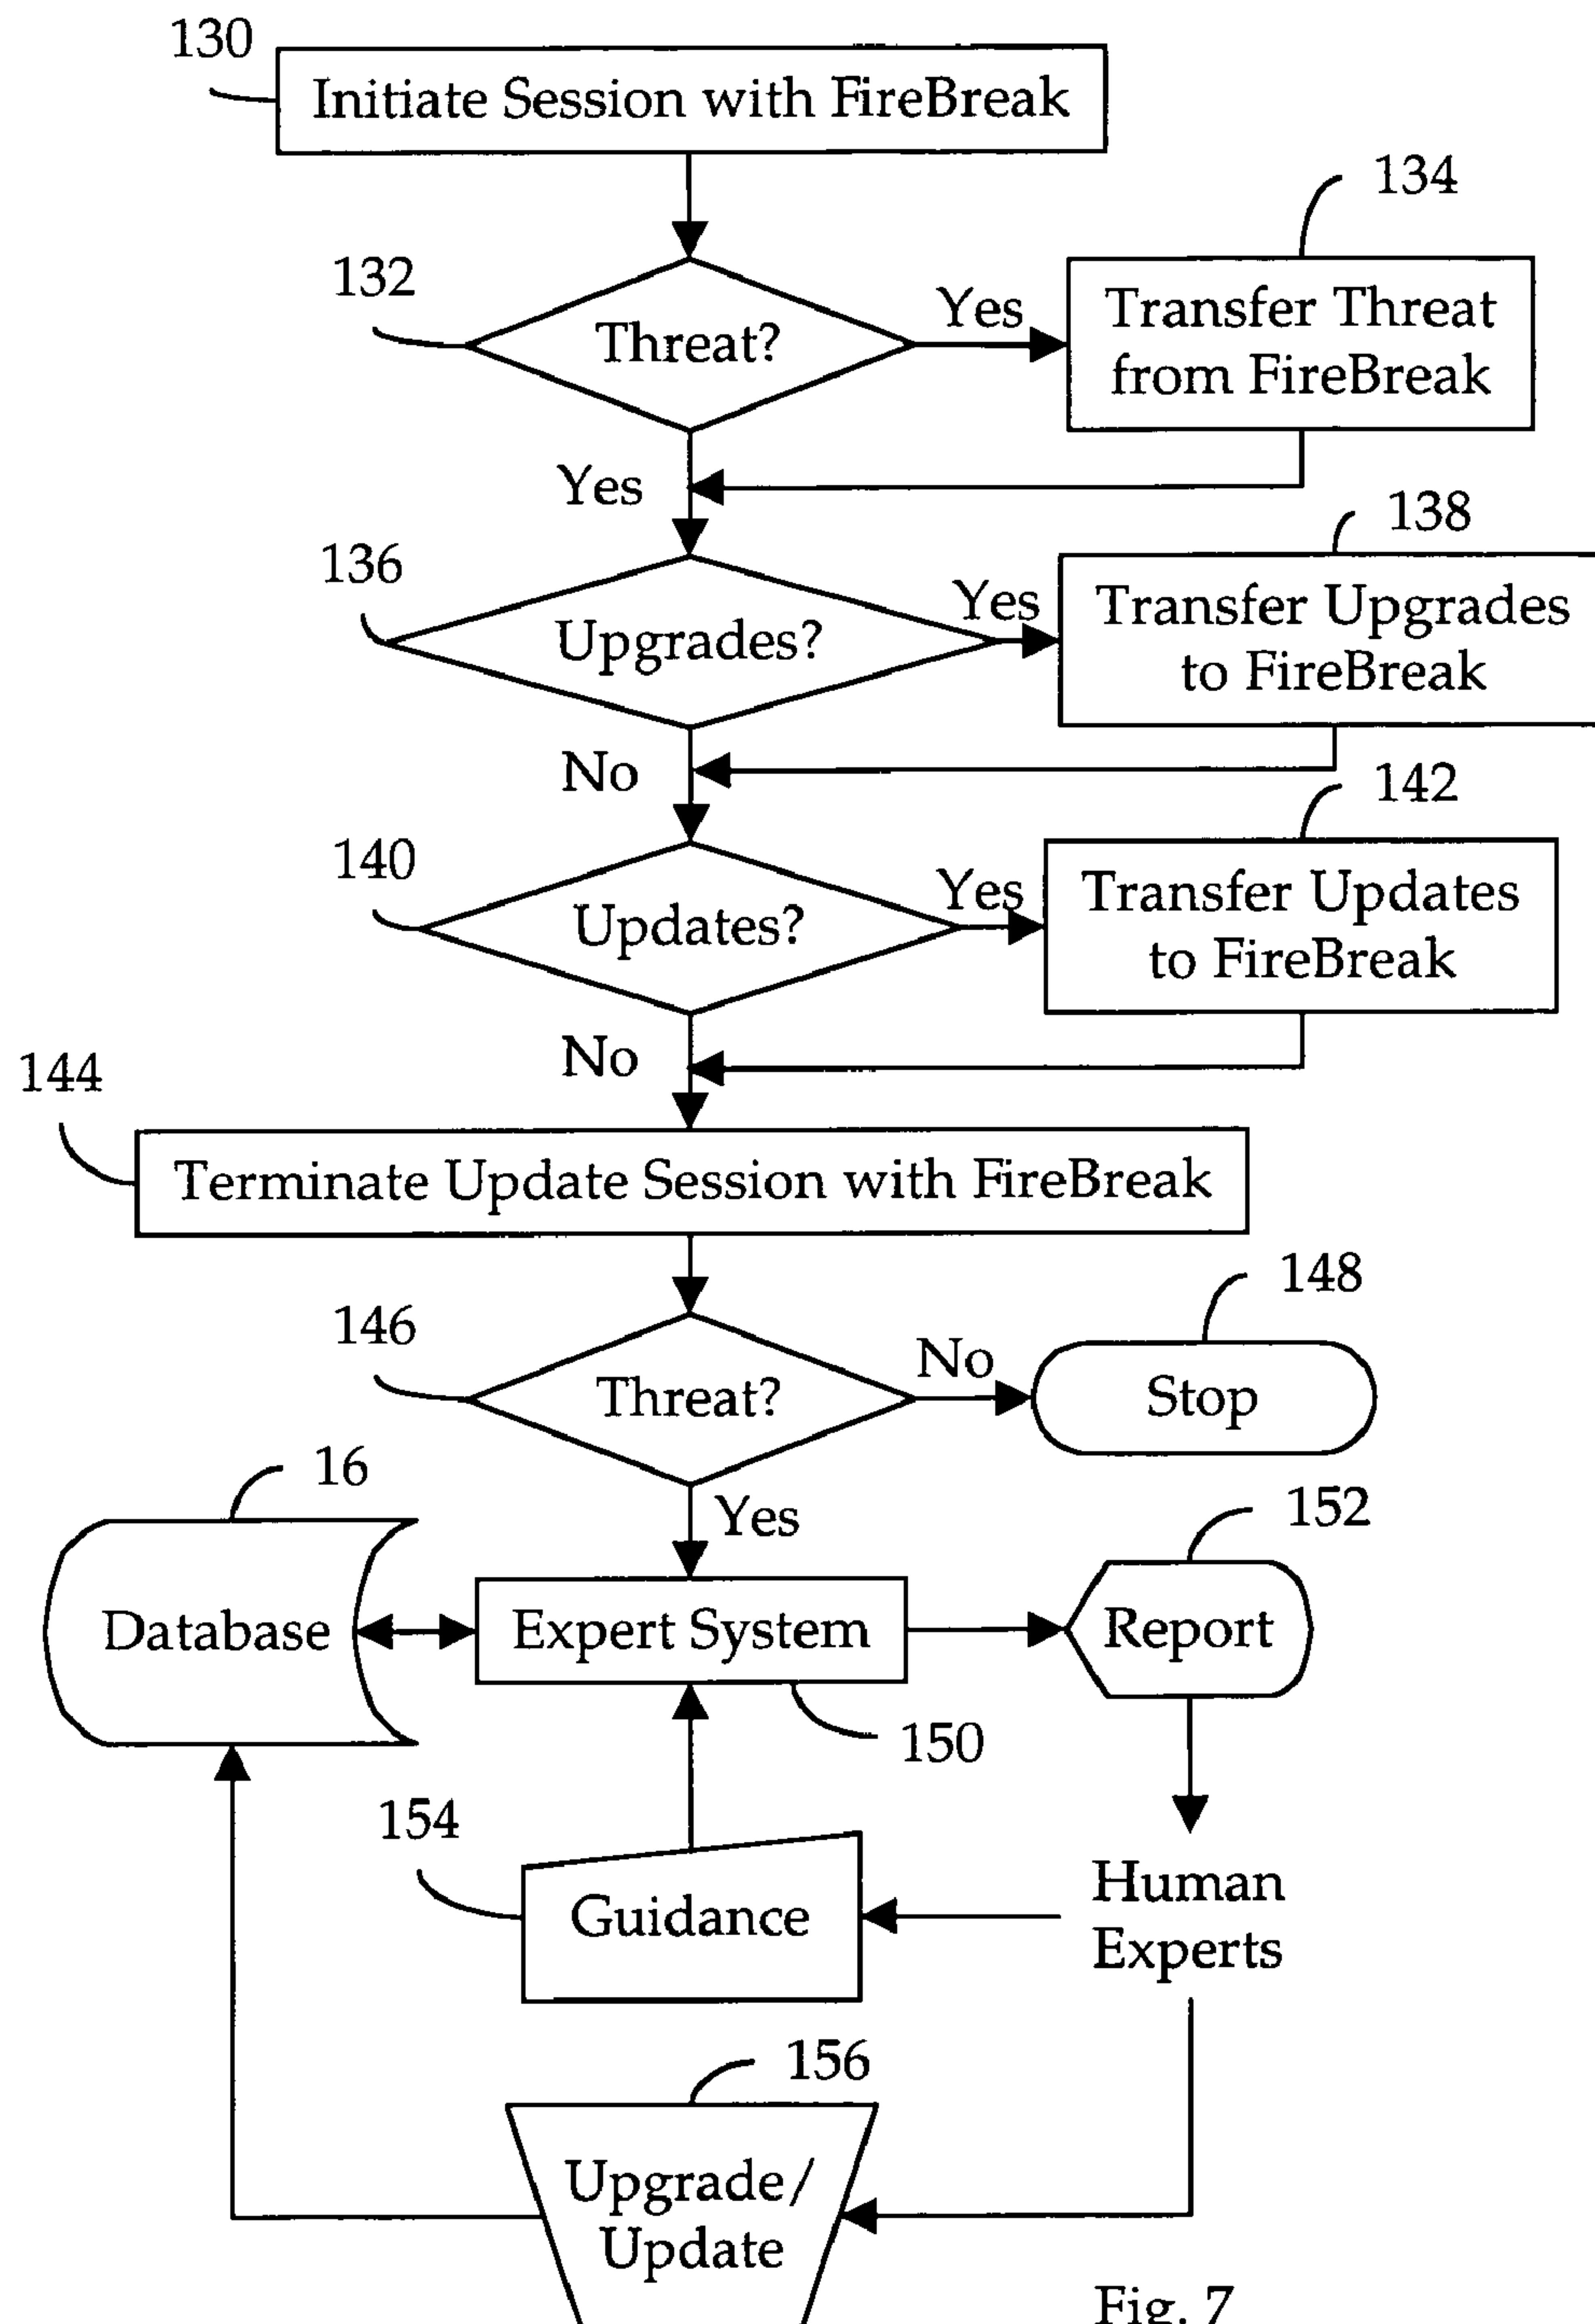 130
Initiate Session with FireBreak
134
132
Threat?
Yes
Transfer Threat
from FireBreak
Yes
138
136
Upgrades?
Yes
Transfer Upgrades
to FireBreak
No
142
140
Updates?
Yes
Transfer Updates
to FireBreak
No
144
Terminate Update Session with FireBreak
148
146
Threat?
No
Stop
16
Yes
152
Database
Expert System
Report
150
154
Guidance
Human
Experts
156
Upgrade/
Update
Fig. 7